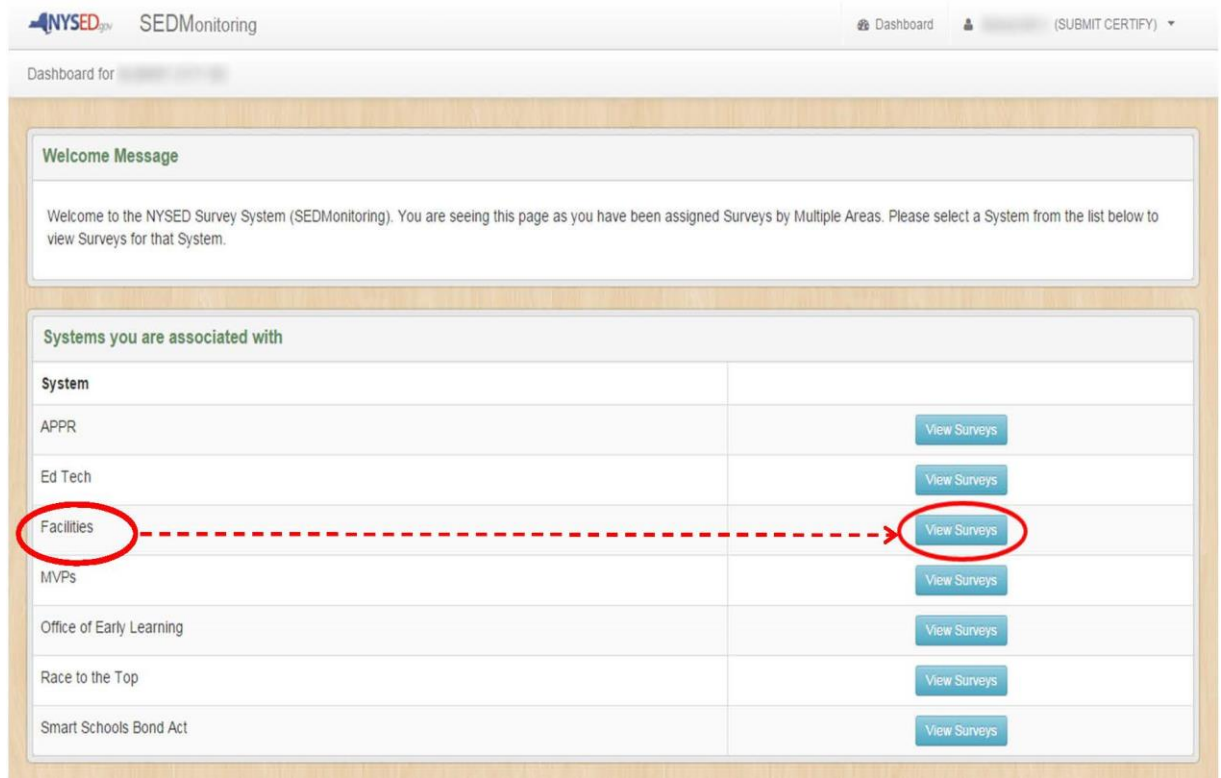 NYSED.gov SEDMonitoring Dashboard (SUBMIT CERTIFY)
Dashboard for
Welcome Message
Welcome to the NYSED Survey System (SEDMonitoring). You are seeing this page as you have been assigned Surveys by Multiple Areas. Please select a System from the list below to
view Surveys for that System.
Systems you are associated with
System
APPR View Surveys
Ed Tech View Surveys
Facilities View Surveys
MVPs View Surveys
Office of Early Learning View Surveys
Race to the Top View Surveys
Smart Schools Bond Act View Surveys